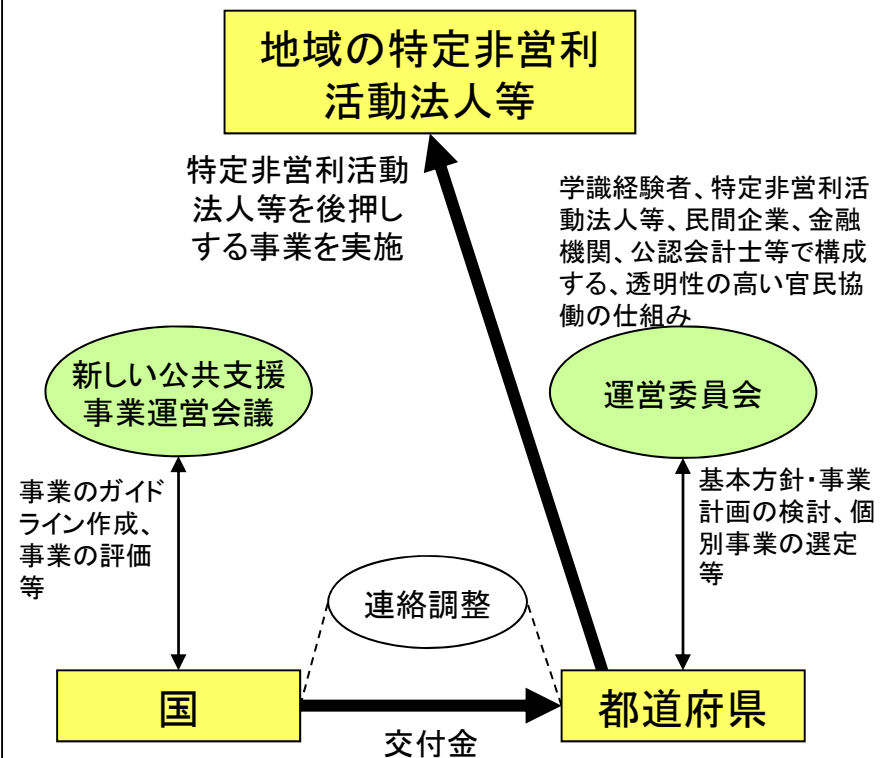 地域の特定非営利
活動法人等
特定非営利活動
法人等を後押し
する事業を実施
学識経験者、特定非営利活
動法人等、民間企業、金融
機関、公認会計士等で構成
する、透明性の高い官民協
働の仕組み
新しい公共支援
事業運営会議
運営委員会
事業のガイド
ライン作成、
事業の評価
等
基本方針・事業
計画の検討、個
別事業の選定
等
連絡調整
国
都道府県
交付金